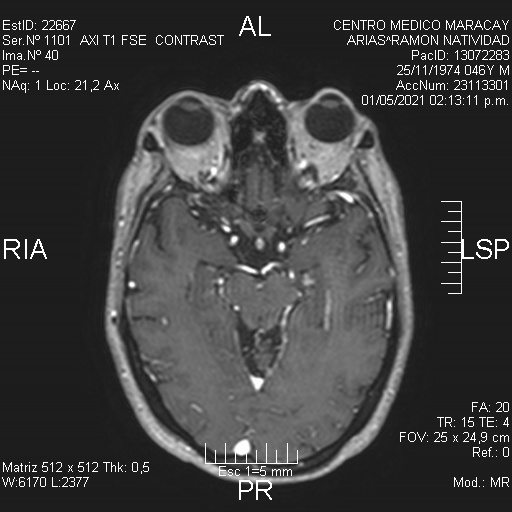 EstID: 22667
Ser.Nº 1101 AXI T1 FSE CONTRAST
Ima.Nº 40
PE= --
NAq: 1 Loc: 21,2 Ax
AL
CENTRO MEDICO MARACAY
ARIAS^RAMON NATIVIDAD
PacID: 13072283
25/11/1974 046Y M
AccNum: 23113301
01/05/2021 02:13:11 p.m.
RIA
LSP
FA: 20
TR: 15 TE: 4
FOV: 25 x 24,9 cm
Ref.: 0
Matriz 512 x 512 Thk: 0,5
W:6170 L:2377
Esc 1=5 mm
PR
Mod.: MR